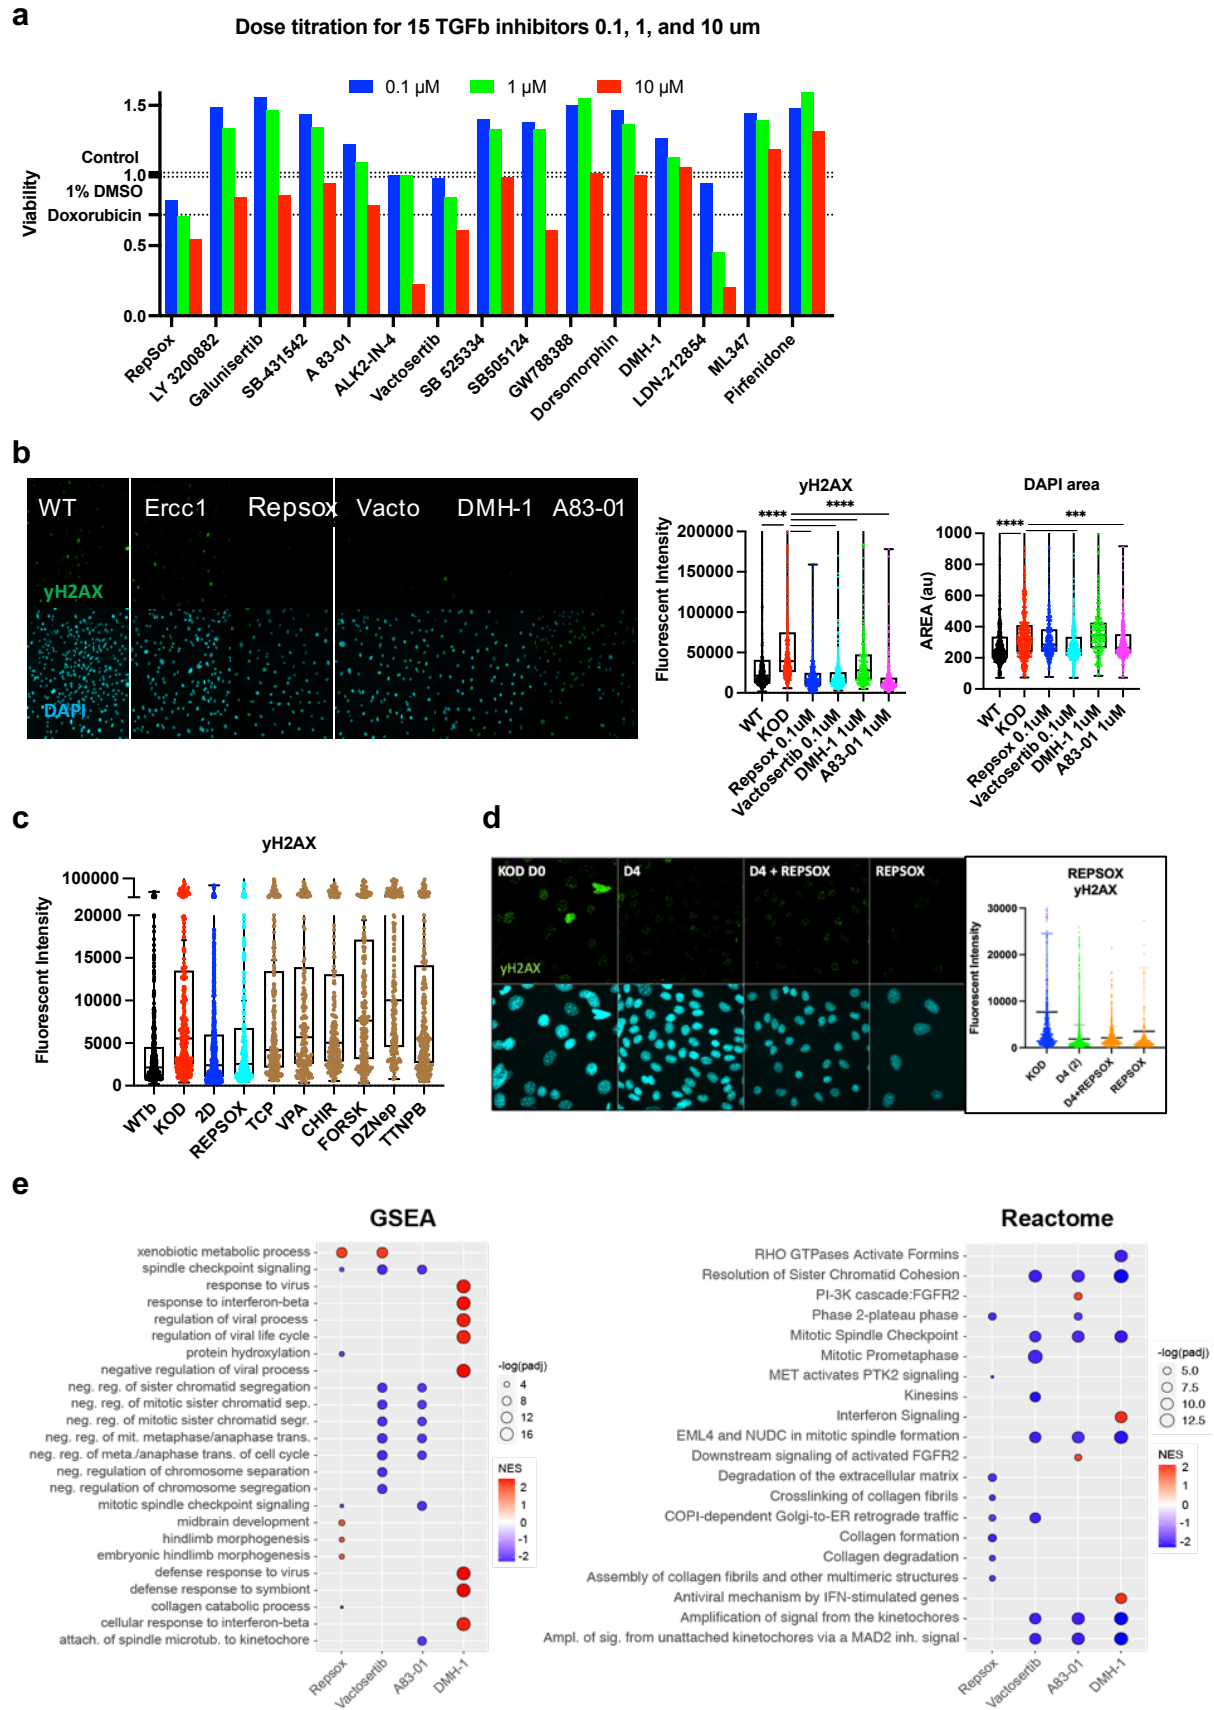 a
Dose titration for 15 TGFb inhibitors 0.1, 1, and 10 um
0.1 µM
1 µM
10 µM
Viability
1.5
Control
1.0
1% DMSO
Doxorubicin
0.5
0.0
RepSox
LY 3200882
Galunisertib
SB-431542
A 83-01
ALK2-IN-4
Vactosertib
SB 525334
SB505124
GW788388
Dorsomorphin
DMH-1
LDN-212854
ML347
Pirfenidone
b
WT
Ercc1
Repsox
Vacto
DMH-1
A83-01
yH2AX
DAPI
yH2AX
****
****
Fluorescent Intensity
200000
150000
100000
50000
0
WT
KOD
Repsox 0.1uM
Vactosertib 0.1uM
DMH-1 1uM
A83-01 1uM
DAPI area
****
***
AREA (au)
1000
800
600
400
200
0
WT
KOD
Repsox 0.1uM
Vactosertib 0.1uM
DMH-1 1uM
A83-01 1uM
c
yH2AX
Fluorescent Intensity
100000
20000
15000
10000
5000
0
WTb
KOD
2D
REPSOX
TCP
VPA
CHIR
FORSK
DZNep
TTNPB
d
KOD D0
D4
D4 + REPSOX
REPSOX
yH2AX
REPSOX
yH2AX
Fluorescent Intensity
30000
20000
10000
0
KOD
D4 (2)
D4+REPSOX
REPSOX
e
GSEA
xenobiotic metabolic process
spindle checkpoint signaling
response to virus
response to interferon-beta
regulation of viral process
regulation of viral life cycle
protein hydroxylation
negative regulation of viral process
neg. reg. of sister chromatid segregation
neg. reg. of mitotic sister chromatid sep.
neg. reg. of mitotic sister chromatid segr.
neg. reg. of mit. metaphase/anaphase trans.
neg. reg. of meta./anaphase trans. of cell cycle
neg. regulation of chromosome separation
neg. regulation of chromosome segregation
mitotic spindle checkpoint signaling
midbrain development
hindlimb morphogenesis
embryonic hindlimb morphogenesis
defense response to virus
defense response to symbiont
collagen catabolic process
cellular response to interferon-beta
attach. of spindle microtub. to kinetochore
Repsox
Vactosertib
A83-01
DMH-1
-log(padj)
4
8
12
16
NES
2
1
0
-1
-2
Reactome
RHO GTPases Activate Formins
Resolution of Sister Chromatid Cohesion
PI-3K cascade:FGFR2
Phase 2-plateau phase
Mitotic Spindle Checkpoint
Mitotic Prometaphase
MET activates PTK2 signaling
Kinesins
Interferon Signaling
EML4 and NUDC in mitotic spindle formation
Downstream signaling of activated FGFR2
Degradation of the extracellular matrix
Crosslinking of collagen fibrils
COPI-dependent Golgi-to-ER retrograde traffic
Collagen formation
Collagen degradation
Assembly of collagen fibrils and other multimeric structures
Antiviral mechanism by IFN-stimulated genes
Amplification of signal from the kinetochores
Ampl. of sig. from unattached kinetochores via a MAD2 inh. signal
Repsox
Vactosertib
A83-01
DMH-1
-log(padj)
5.0
7.5
10.0
12.5
NES
2
1
0
-1
-2